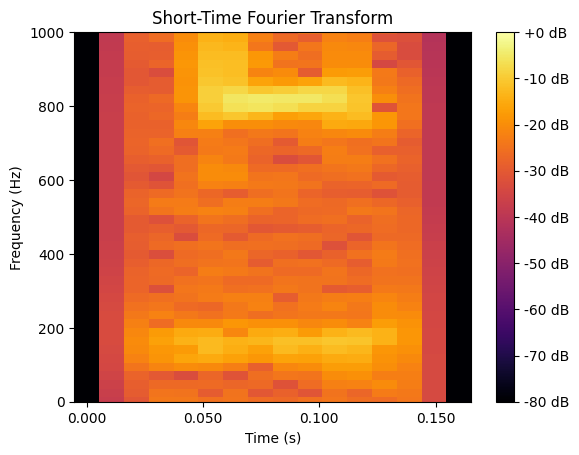 Short-Time Fourier Transform
1000
800
600
400
200
0
Frequency (Hz)
0.000
0.050
0.100
0.150
Time (s)
+0 dB
-10 dB
-20 dB
-30 dB
-40 dB
-50 dB
-60 dB
-70 dB
-80 dB